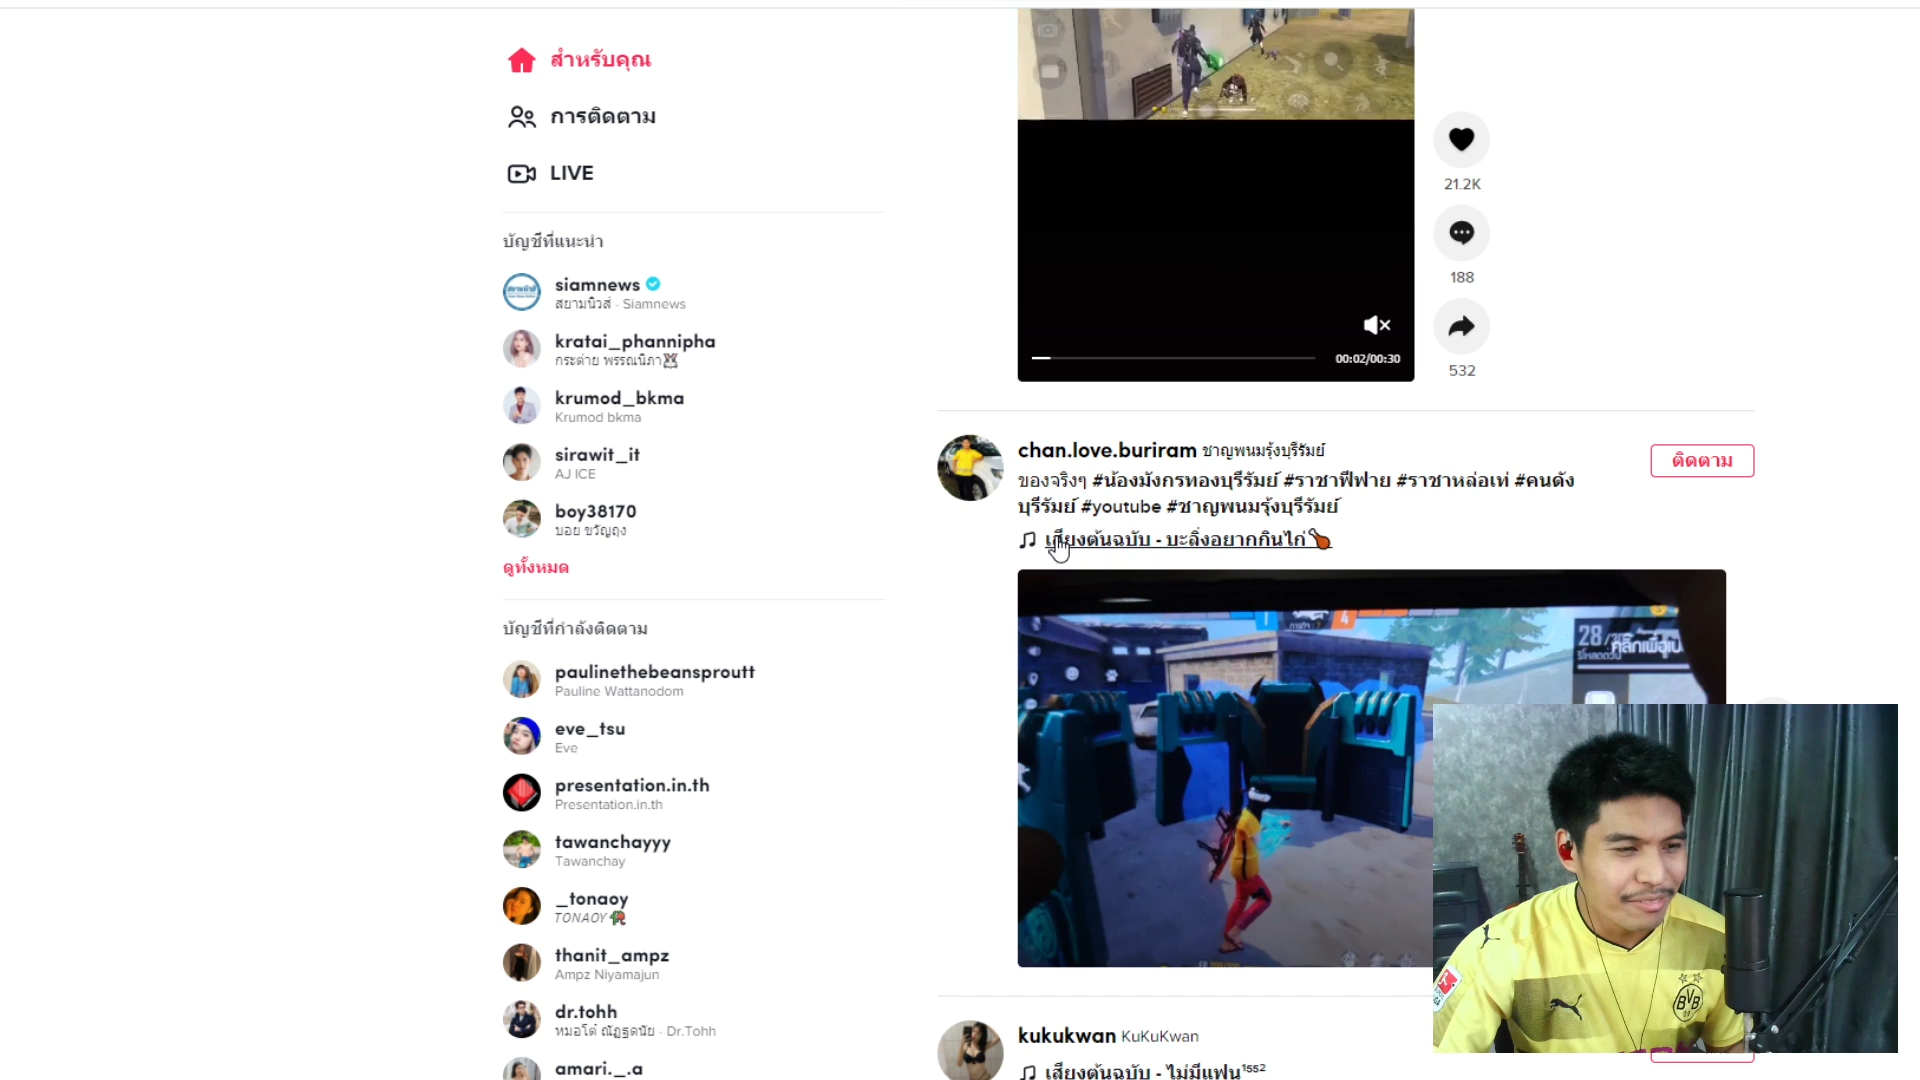 สำหรับคุณ
การติดตาม
LIVE
บัญชีที่แนะนำ
siamnews
สยามนิวส์ - Siamnews
kratai_phannipha
กระต่าย พรรณนิภา
krumod_bkma
Krumod bkma
sirawit_it
AJ ICE
boy38170
บอย ขวัญถุง
ดูทั้งหมด
บัญชีที่กำลังติดตาม
paulinethebeansproutt
Pauline Wattanodom
eve_tsu
Eve
presentation.in.th
Presentation.in.th
tawanchayyy
Tawanchay
_tonaoy
TONAOY
thanit_ampz
Ampz Niyamajun
dr.tohh
หมอโต๋ ณัฏฐดนัย - Dr.Tohh
amari._.a
21.2K
188
00:02/00:30
532
chan.love.buriram ชาญพนมรุ้งบุรีรัมย์
ติดตาม
ของจริงๆ #น้องมังกรทองบุรีรัมย์ #ราชาฟีฟาย #ราชาหล่อเท่ #คนดัง
บุรีรัมย์ #youtube #ชาญพนมรุ้งบุรีรัมย์
เสียงต้นฉบับ - บะลิ่งอยากกินไก่
4
28
BVB
09
kukukwan KuKuKwan
เสียงต้นฉบับ - ไม่มีแฟน¹⁵⁵²